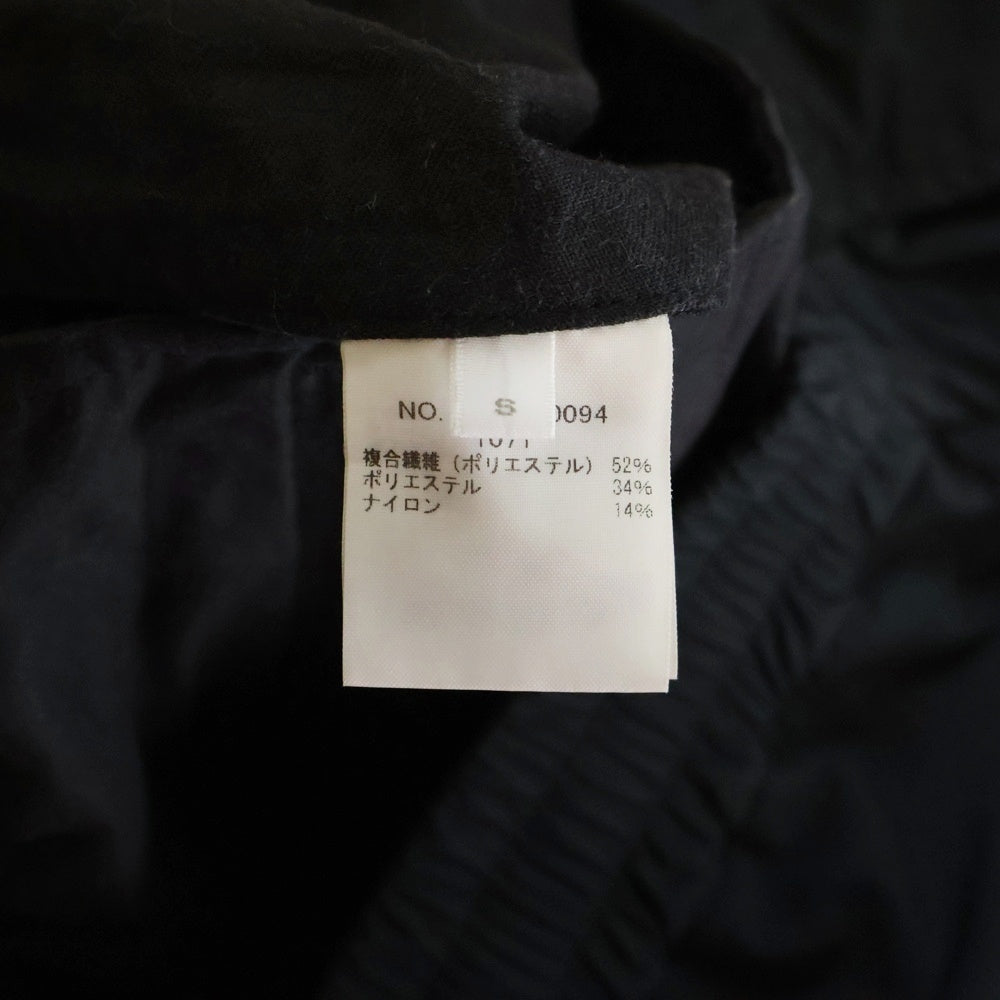 NO. S 0094
複合繊維 (ポリエステル) 52%
ポリエステル 34%
ナイロン 14%